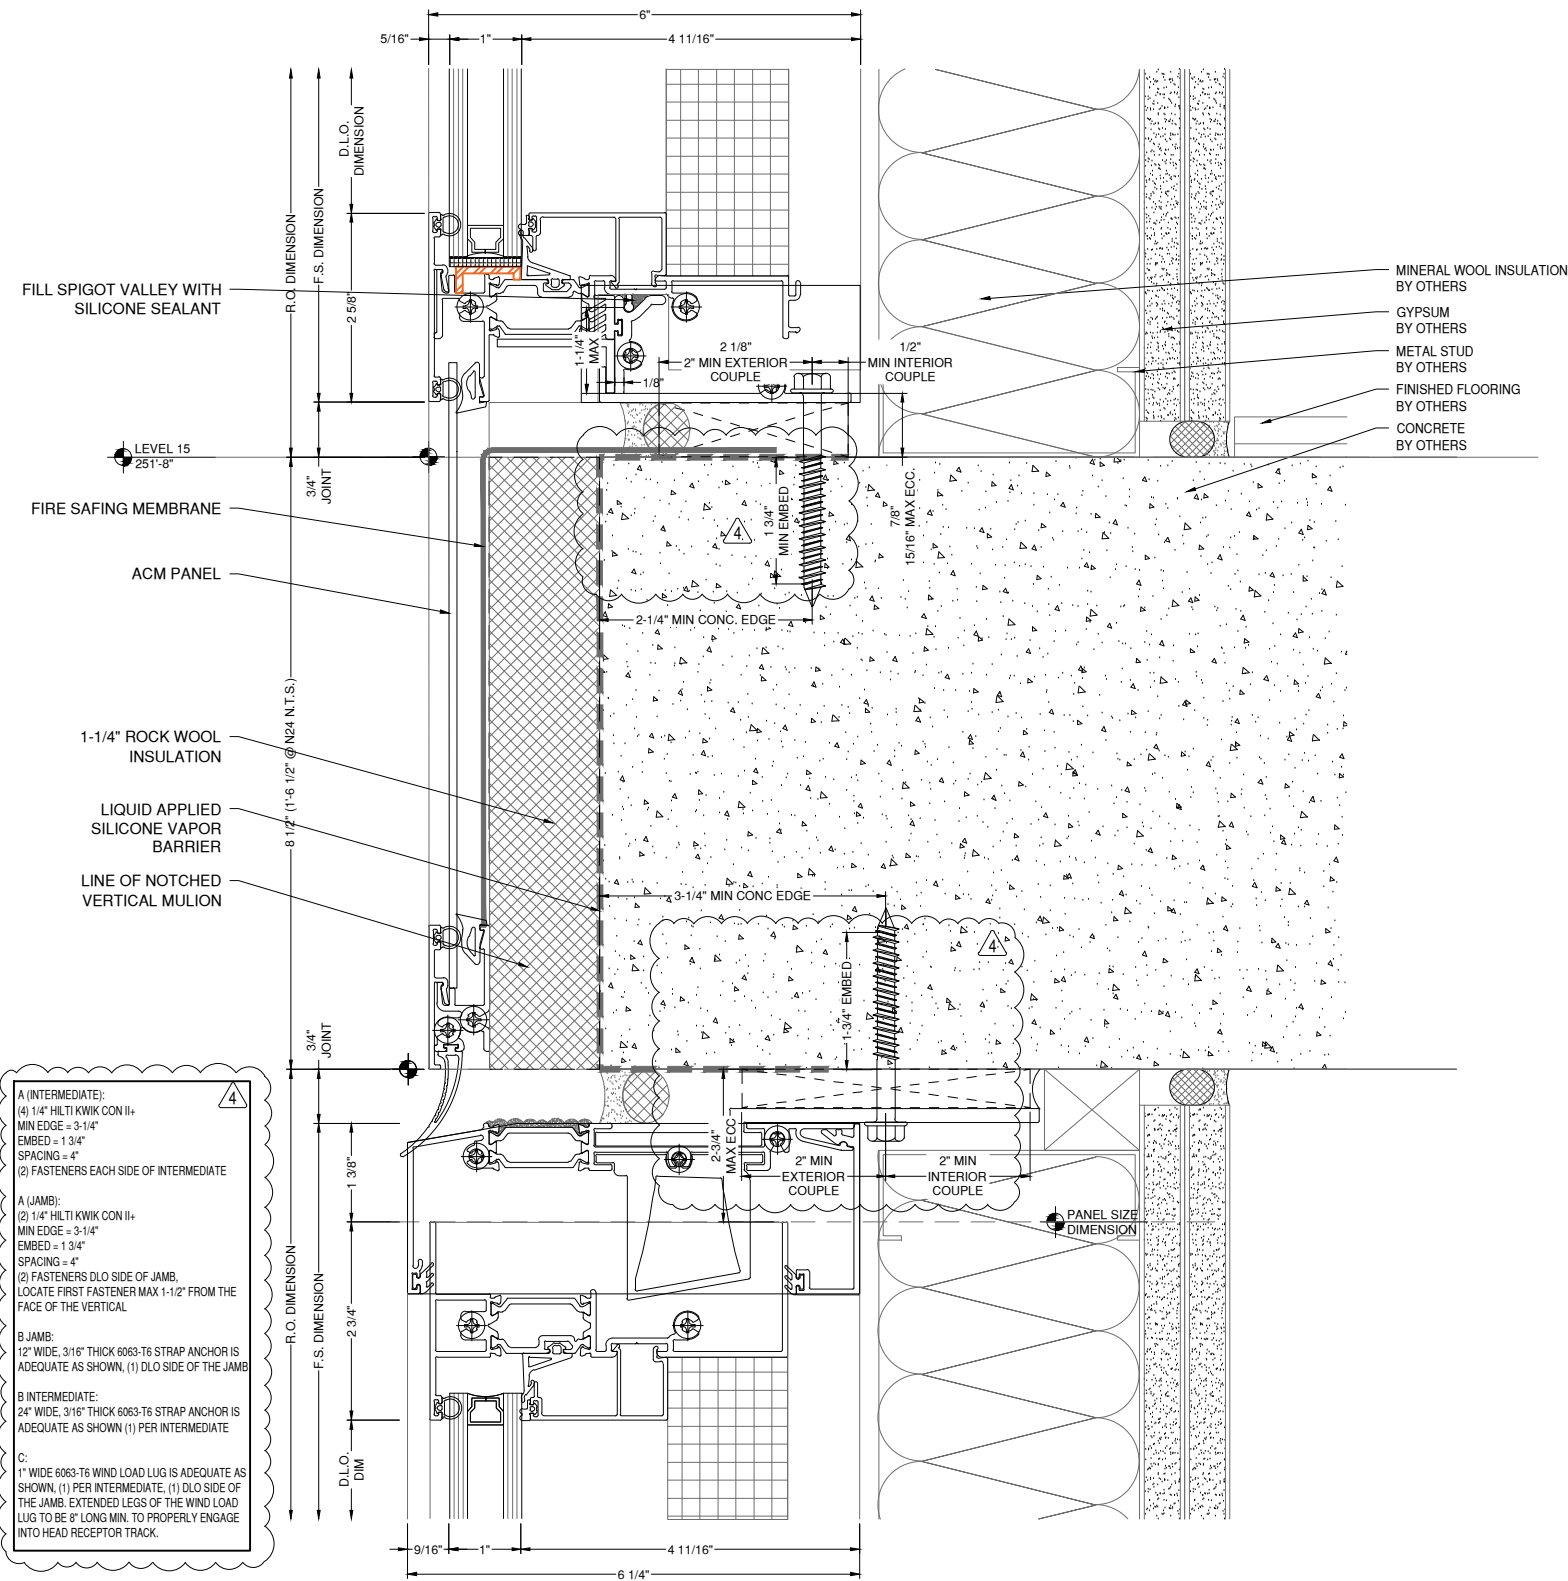 6"
5/16"
1"
4 11/16"
R.O. DIMENSION
F.S. DIMENSION
D.L.O.
DIMENSION
2 5/8"
FILL SPIGOT VALLEY WITH
SILICONE SEALANT
1-1/4"
MAX
1/8"
2 1/8"
2" MIN EXTERIOR
COUPLE
1/2"
MIN INTERIOR
COUPLE
MINERAL WOOL INSULATION
BY OTHERS
GYPSUM
BY OTHERS
METAL STUD
BY OTHERS
FINISHED FLOORING
BY OTHERS
CONCRETE
BY OTHERS
LEVEL 15
251'-8"
3/4"
JOINT
FIRE SAFING MEMBRANE
ACM PANEL
4
1 3/4"
MIN EMBED
7/8"
15/16" MAX ECC.
2-1/4" MIN CONC. EDGE
8 1/2" (1'-6 1/2" @ N24 N.T.S.)
1-1/4" ROCK WOOL
INSULATION
LIQUID APPLIED
SILICONE VAPOR
BARRIER
LINE OF NOTCHED
VERTICAL MULION
3-1/4" MIN CONC EDGE
4
1-3/4" EMBED
3/4"
JOINT
2-3/4"
MAX ECC
2" MIN
EXTERIOR
COUPLE
2" MIN
INTERIOR
COUPLE
PANEL SIZE
DIMENSION
1 3/8"
2 3/4"
R.O. DIMENSION
F.S. DIMENSION
D.L.O.
DIM
4
A (INTERMEDIATE):
(4) 1/4" HILTI KWIK CON II+
MIN EDGE = 3-1/4"
EMBED = 1 3/4"
SPACING = 4"
(2) FASTENERS EACH SIDE OF INTERMEDIATE
A (JAMB):
(2) 1/4" HILTI KWIK CON II+
MIN EDGE = 3-1/4"
EMBED = 1 3/4"
SPACING = 4"
(2) FASTENERS DLO SIDE OF JAMB,
LOCATE FIRST FASTENER MAX 1-1/2" FROM THE
FACE OF THE VERTICAL
B JAMB:
12" WIDE, 3/16" THICK 6063-T6 STRAP ANCHOR IS
ADEQUATE AS SHOWN, (1) DLO SIDE OF THE JAMB
B INTERMEDIATE:
24" WIDE, 3/16" THICK 6063-T6 STRAP ANCHOR IS
ADEQUATE AS SHOWN (1) PER INTERMEDIATE
C:
1" WIDE 6063-T6 WIND LOAD LUG IS ADEQUATE AS
SHOWN, (1) PER INTERMEDIATE, (1) DLO SIDE OF
THE JAMB. EXTENDED LEGS OF THE WIND LOAD
LUG TO BE 8" LONG MIN. TO PROPERLY ENGAGE
INTO HEAD RECEPTOR TRACK.
9/16"
1"
4 11/16"
6 1/4"